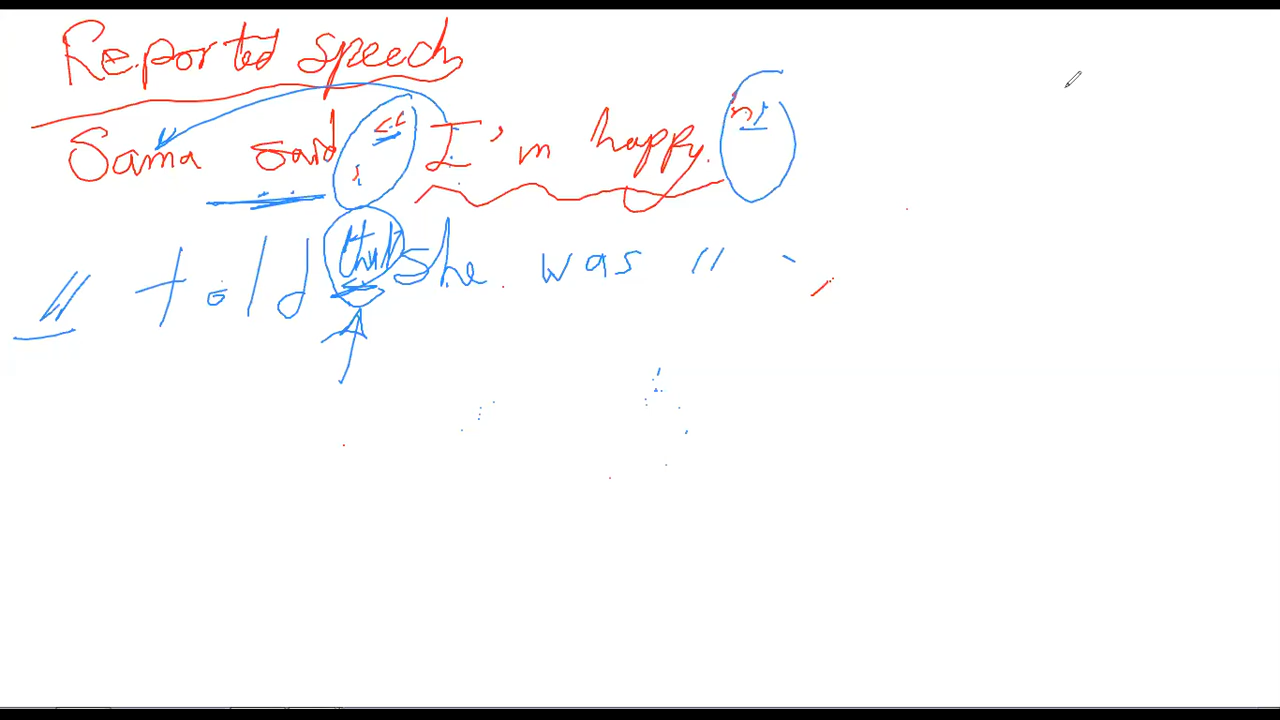 Reported speech
Sama said, "I'm happy."
" told that she was "